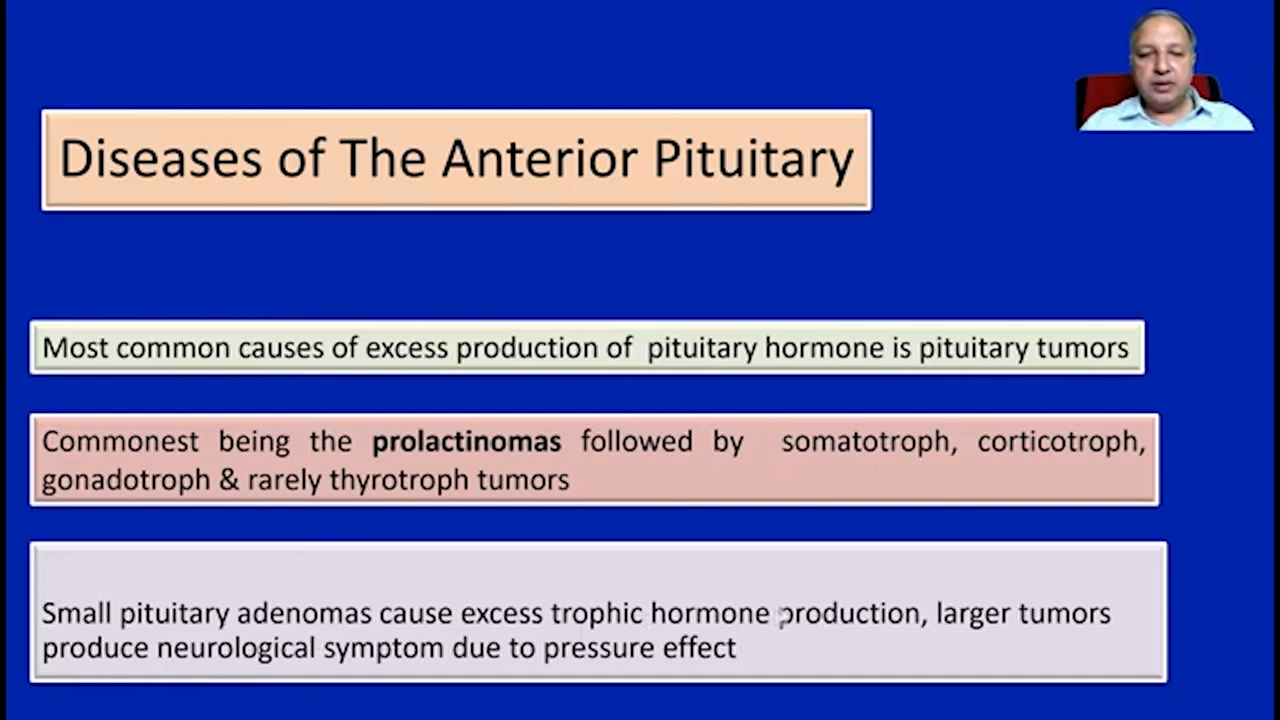 Diseases of The Anterior Pituitary
Most common causes of excess production of pituitary hormone is pituitary tumors
Commonest being the prolactinomas followed by somatotroph, corticotroph,
gonadotroph & rarely thyrotroph tumors
Small pituitary adenomas cause excess trophic hormone production, larger tumors
produce neurological symptom due to pressure effect